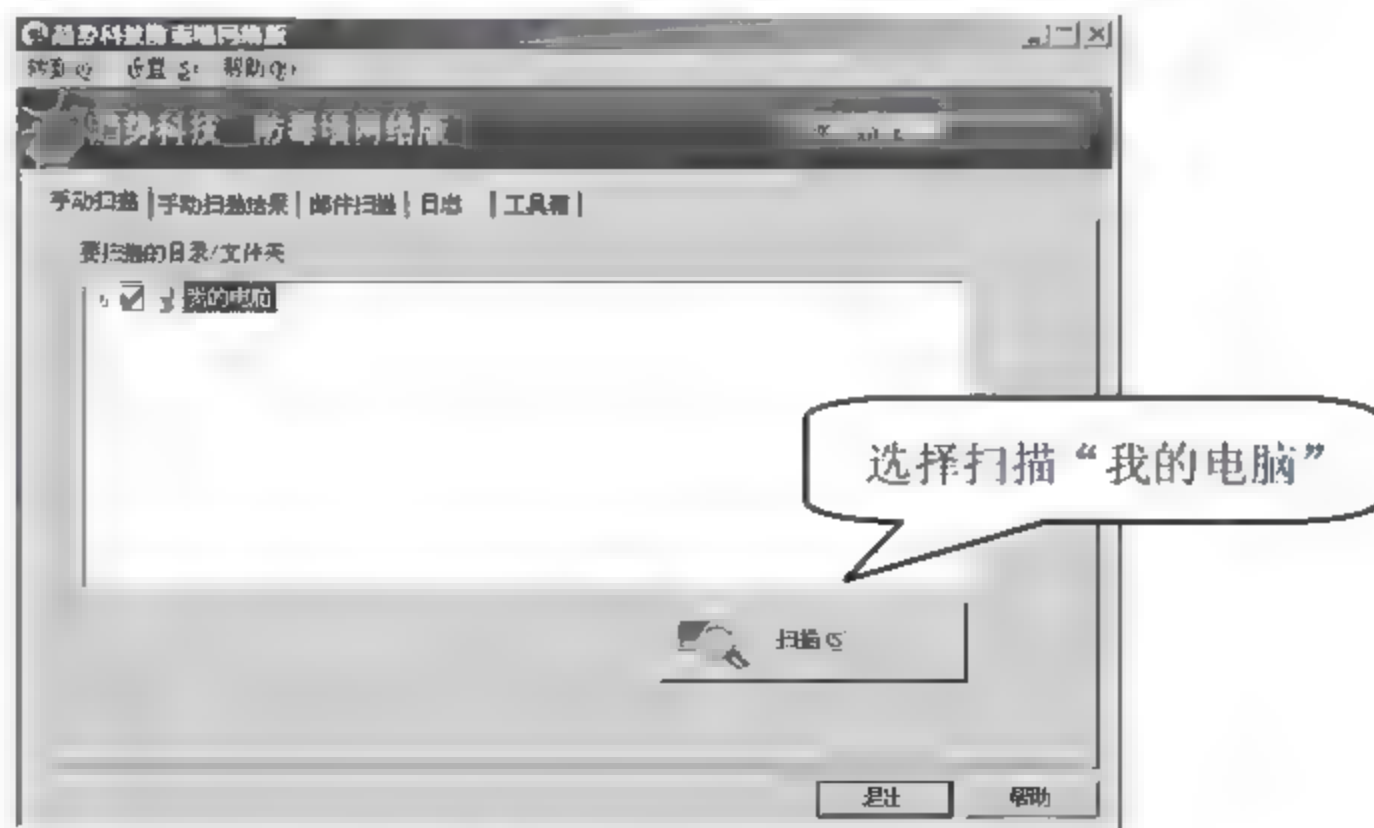 趋势科技防毒墙网络版
设置(S) 帮助(H)
趋势科技 防毒墙网络版
手动扫描 手动扫描结果 邮件扫描 日志 工具箱
要扫描的目录/文件夹
我的电脑
选择扫描“我的电脑”
扫描(S)
退出 帮助